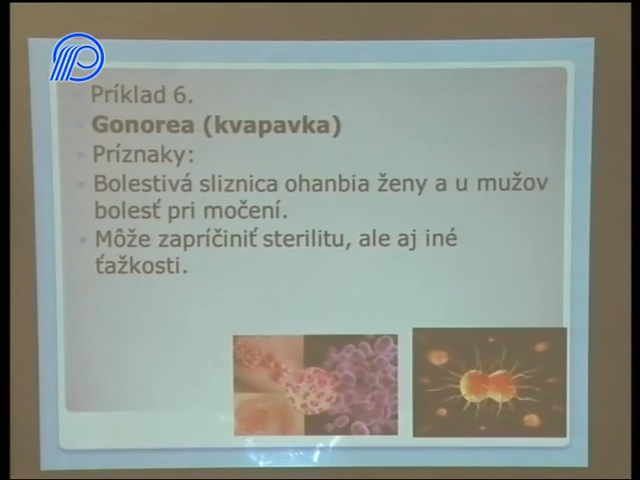 Príklad 6.
Gonorea (kvapavka)
Príznaky:
Bolestivá sliznica ohanbia ženy a u mužov
bolesť pri močení.
Môže zapríčiniť sterilitu, ale aj iné
ťažkosti.